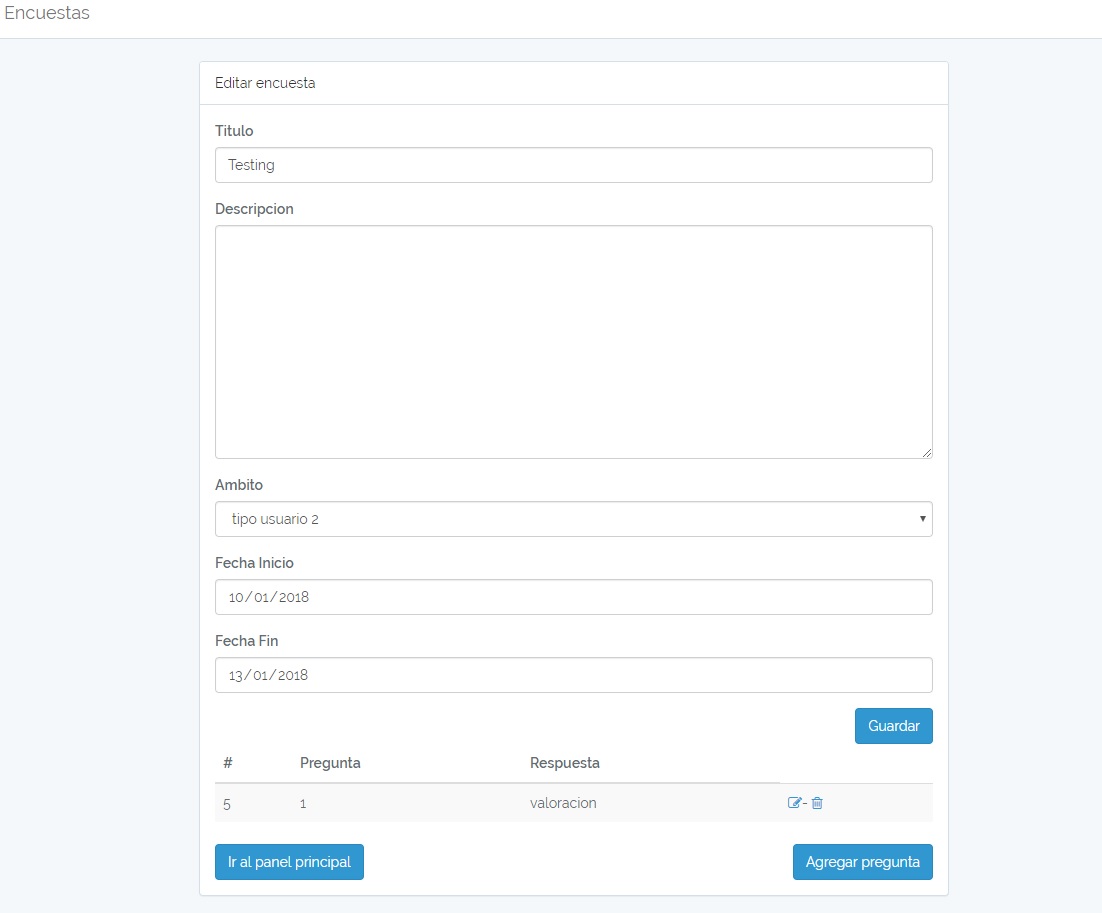 Encuestas
Editar encuesta
Titulo
Testing
Descripcion
Ambito
tipo usuario 2
Fecha Inicio
10/01/2018
Fecha Fin
13/01/2018
Guardar
# Pregunta Respuesta
5 1 valoracion -
Ir al panel principal Agregar pregunta